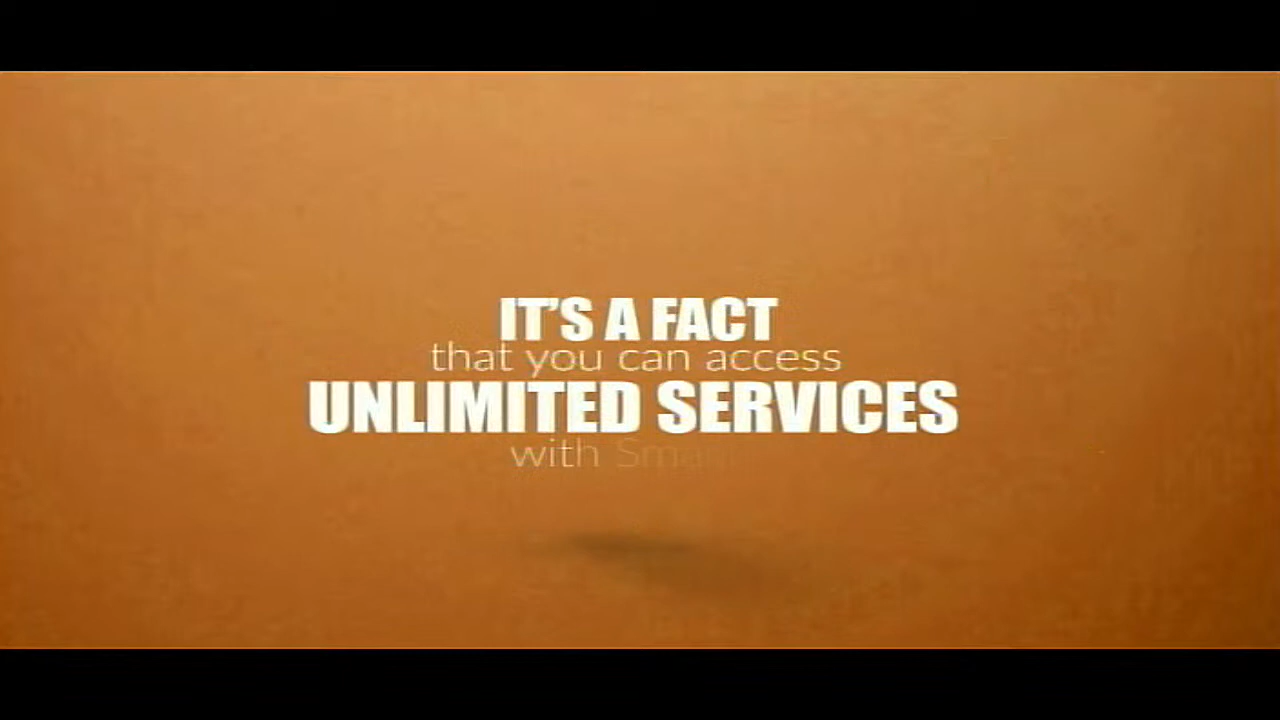 IT'S A FACT
that you can access
UNLIMITED SERVICES
with